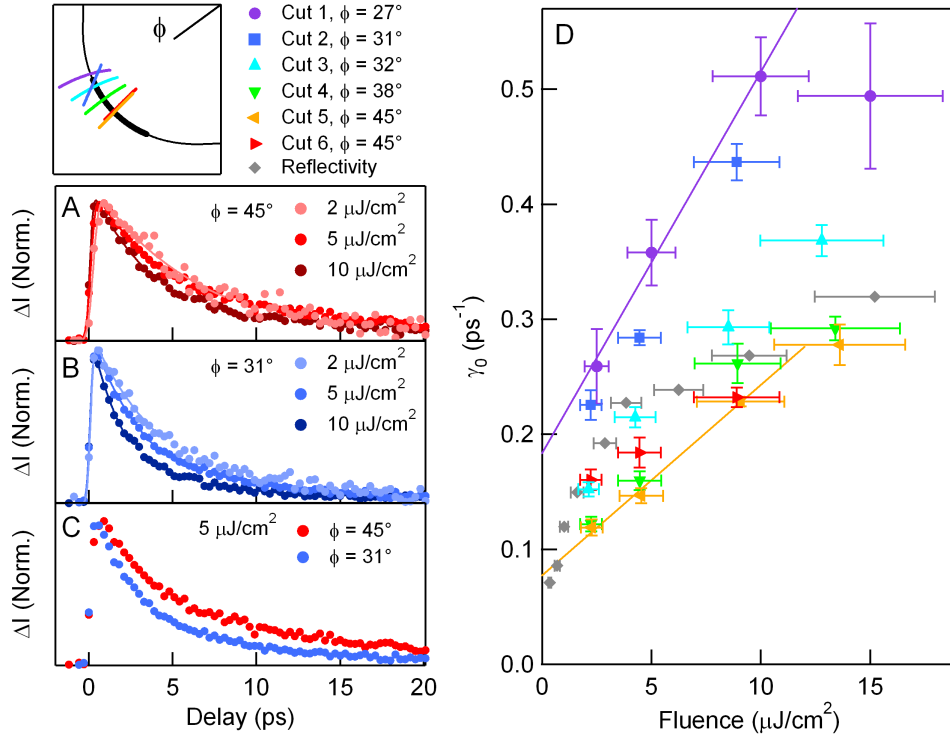 ϕ
Cut 1, ϕ = 27°
Cut 2, ϕ = 31°
Cut 3, ϕ = 32°
Cut 4, ϕ = 38°
Cut 5, ϕ = 45°
Cut 6, ϕ = 45°
Reflectivity
A
ϕ = 45°
2 μJ/cm²
5 μJ/cm²
10 μJ/cm²
ΔI (Norm.)
B
ϕ = 31°
2 μJ/cm²
5 μJ/cm²
10 μJ/cm²
ΔI (Norm.)
C
5 μJ/cm²
ϕ = 45°
ϕ = 31°
ΔI (Norm.)
0 5 10 15 20
Delay (ps)
D
0.5
0.4
0.3
0.2
0.1
0.0
γ₀ (ps⁻¹)
0 5 10 15
Fluence (μJ/cm²)